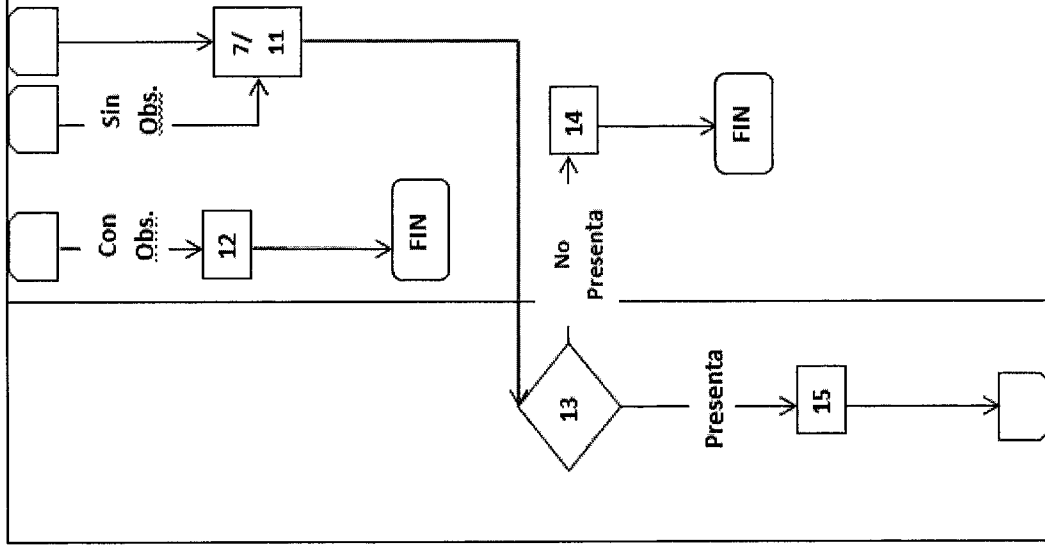 7/
11
Sin
Obs.
Con
Obs.
12
FIN
14
FIN
No
Presenta
13
Presenta
15